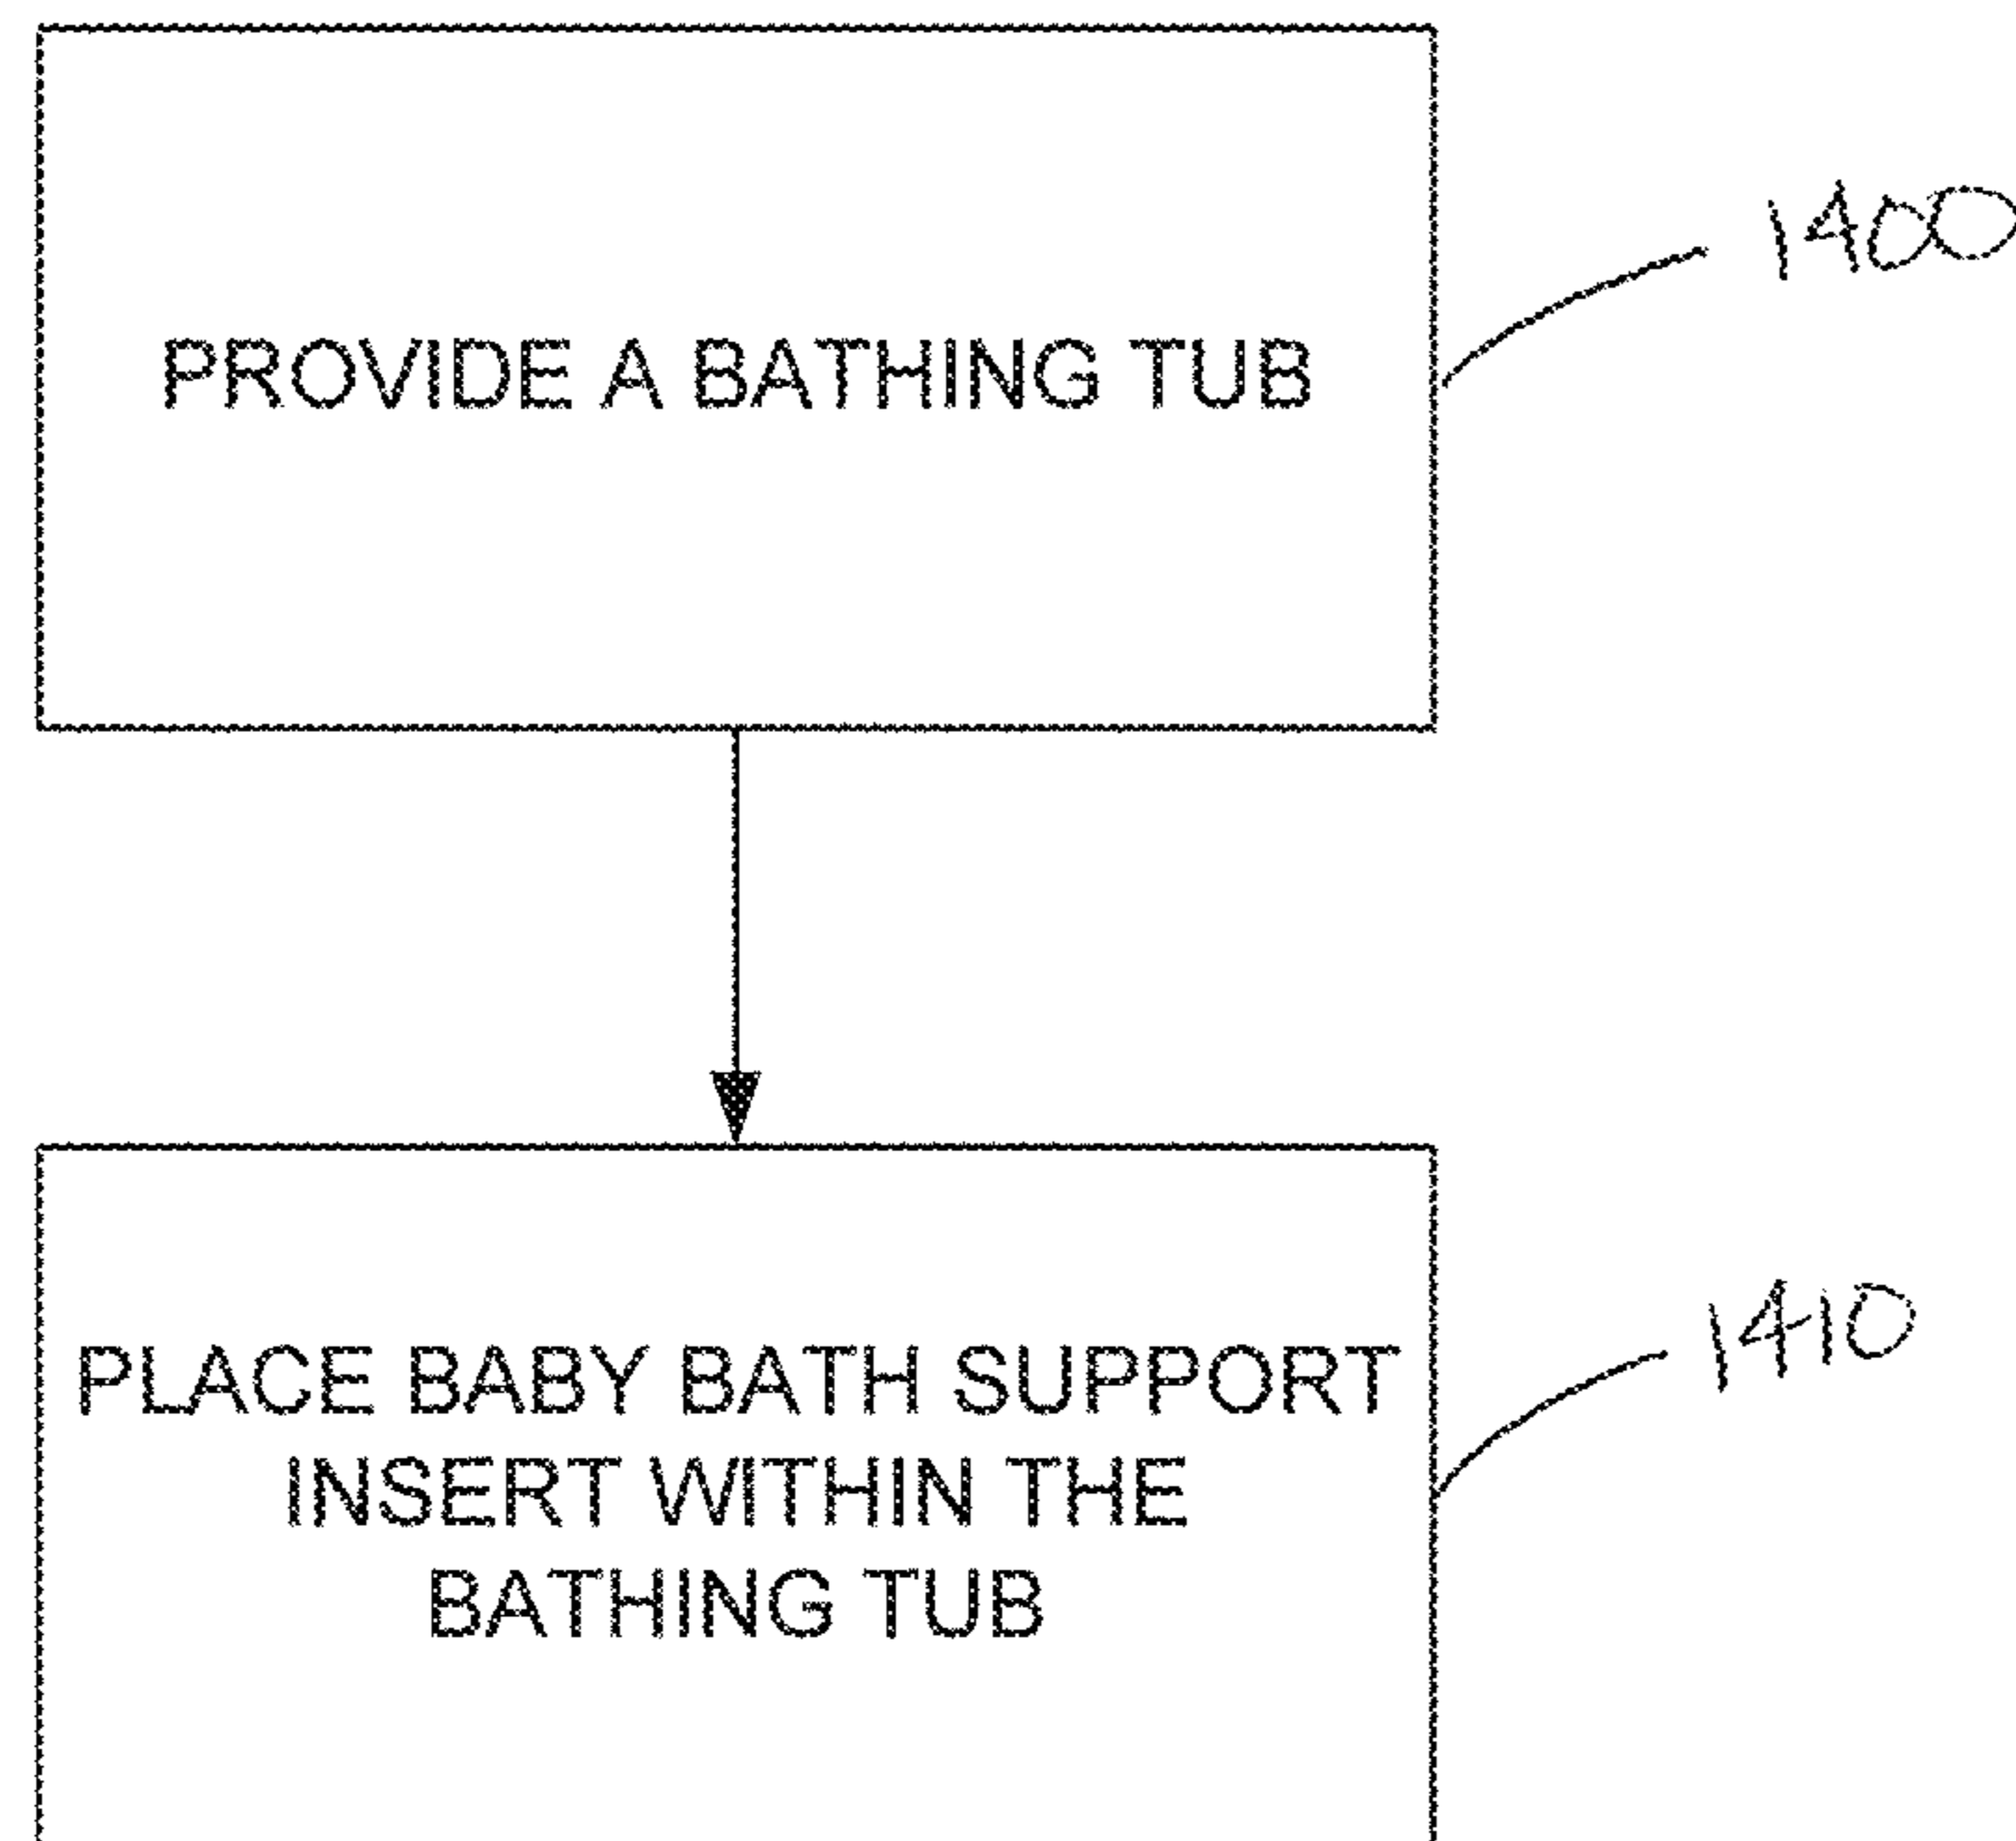 PROVIDE A BATHING TUB
1400
PLACE BABY BATH SUPPORT
INSERT WITHIN THE
BATHING TUB
1410